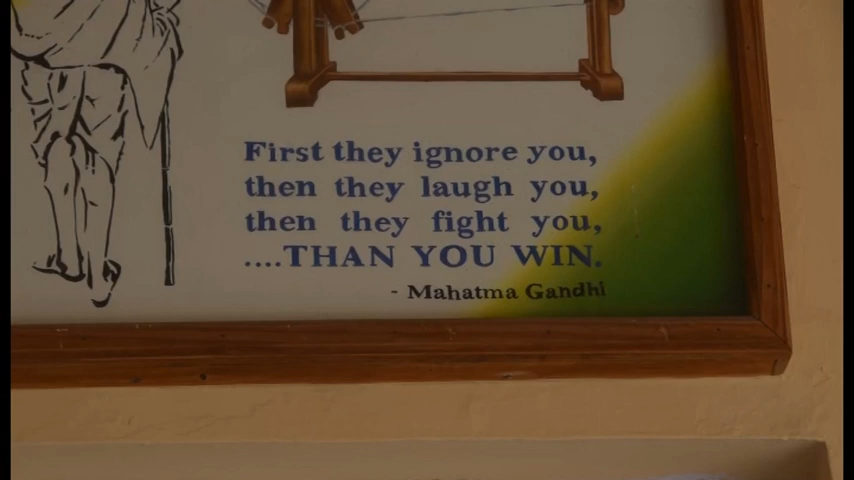 First they ignore you,
then they laugh you,
then they fight you,
....THAN YOU WIN.
- Mahatma Gandhi